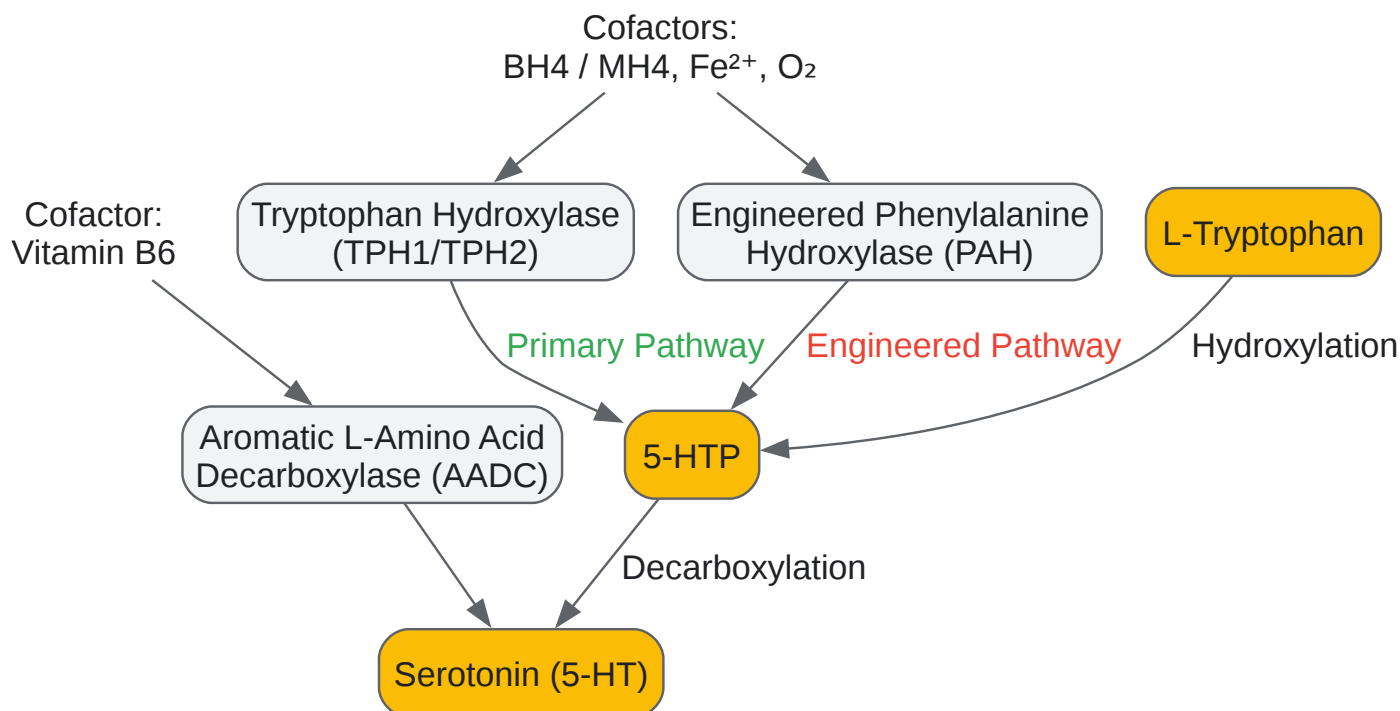 Cofactors:
BH4 / MH4, Fe²⁺, O₂
Cofactor:
Vitamin B6
Tryptophan Hydroxylase
(TPH1/TPH2)
Engineered Phenylalanine
Hydroxylase (PAH)
L-Tryptophan
Primary Pathway
Engineered Pathway
Hydroxylation
Aromatic L-Amino Acid
Decarboxylase (AADC)
5-HTP
Decarboxylation
Serotonin (5-HT)